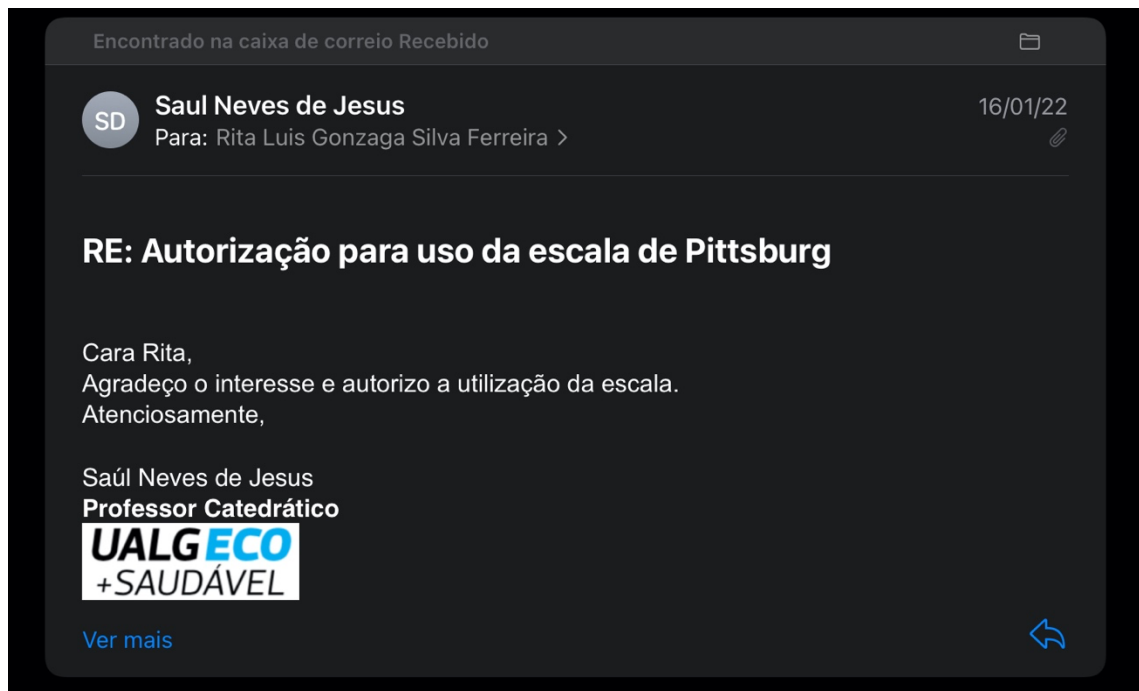 Encontrado na caixa de correio Recebido
SD
Saul Neves de Jesus
16/01/22
Para: Rita Luis Gonzaga Silva Ferreira >
RE: Autorização para uso da escala de Pittsburg
Cara Rita,
Agradeço o interesse e autorizo a utilização da escala.
Atenciosamente,
Saúl Neves de Jesus
Professor Catedrático
UALG ECO
+SAUDÁVEL
Ver mais